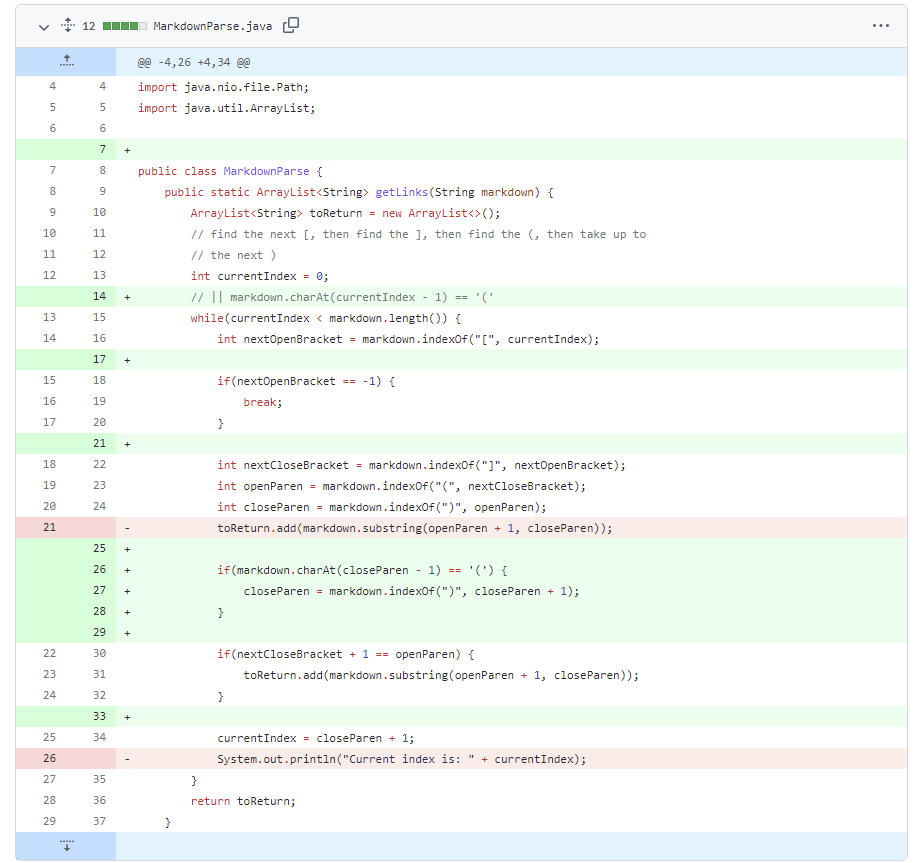 12 MarkdownParse.java ...
@@ -4,26 +4,34 @@
4 4 import java.nio.file.Path;
5 5 import java.util.ArrayList;
6 6
7 +
7 8 public class MarkdownParse {
8 9 public static ArrayList<String> getLinks(String markdown) {
9 10 ArrayList<String> toReturn = new ArrayList<>();
10 11 // find the next [, then find the ], then find the (, then take up to
11 12 // the next )
12 13 int currentIndex = 0;
14 + // || markdown.charAt(currentIndex - 1) == '('
13 15 while(currentIndex < markdown.length()) {
14 16 int nextOpenBracket = markdown.indexOf("[", currentIndex);
17 +
15 18 if(nextOpenBracket == -1) {
16 19 break;
17 20 }
21 +
18 22 int nextCloseBracket = markdown.indexOf("]", nextOpenBracket);
19 23 int openParen = markdown.indexOf("(", nextCloseBracket);
20 24 int closeParen = markdown.indexOf(")", openParen);
21 - toReturn.add(markdown.substring(openParen + 1, closeParen));
25 +
26 + if(markdown.charAt(closeParen - 1) == '(') {
27 + closeParen = markdown.indexOf(")", closeParen + 1);
28 + }
29 +
22 30 if(nextCloseBracket + 1 == openParen) {
23 31 toReturn.add(markdown.substring(openParen + 1, closeParen));
24 32 }
33 +
25 34 currentIndex = closeParen + 1;
26 - System.out.println("Current index is: " + currentIndex);
27 35 }
28 36 return toReturn;
29 37 }